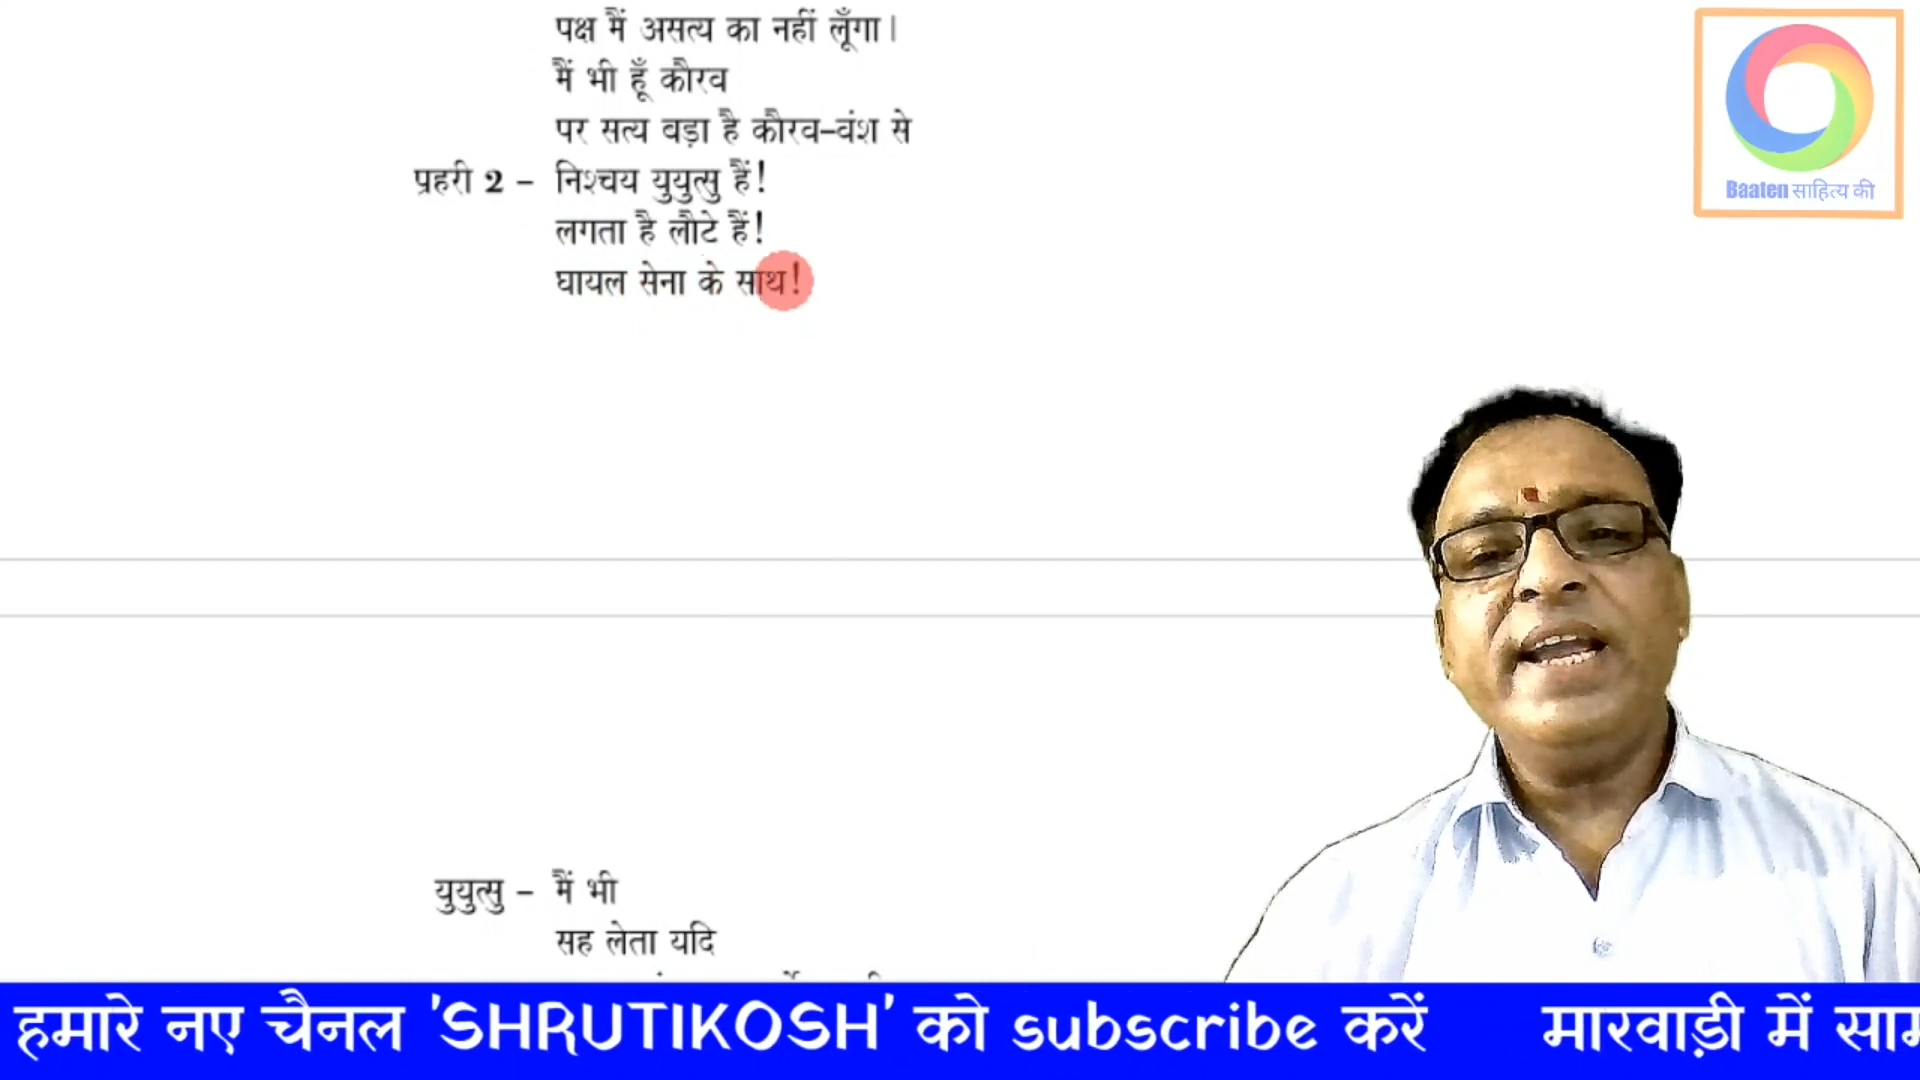 पक्ष मैं असत्य का नहीं लूँगा।
मैं भी हूँ कौरव
पर सत्य बड़ा है कौरव–वंश से
प्रहरी 2 – निश्चय युयुत्सु हैं!
लगता है लौटे हैं!
घायल सेना के साथ!
Baaten साहित्य की
युयुत्सु – मैं भी
सह लेता यदि
हमारे नए चैनल 'SHRUTIKOSH' को subscribe करें मारवाड़ी में